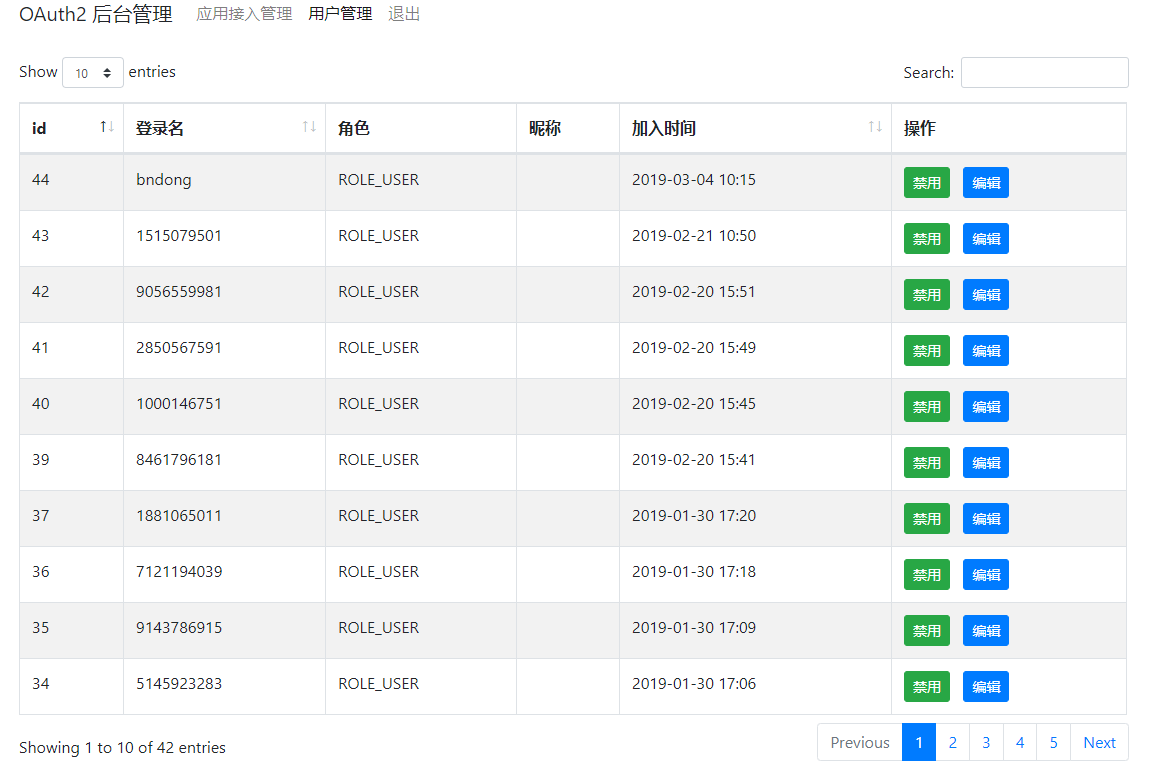 OAuth2 后台管理 应用接入管理 用户管理 退出
Show 10 entries Search:
id 登录名 角色 昵称 加入时间 操作
44 bndong ROLE_USER 2019-03-04 10:15 禁用 编辑
43 1515079501 ROLE_USER 2019-02-21 10:50 禁用 编辑
42 9056559981 ROLE_USER 2019-02-20 15:51 禁用 编辑
41 2850567591 ROLE_USER 2019-02-20 15:49 禁用 编辑
40 1000146751 ROLE_USER 2019-02-20 15:45 禁用 编辑
39 8461796181 ROLE_USER 2019-02-20 15:41 禁用 编辑
37 1881065011 ROLE_USER 2019-01-30 17:20 禁用 编辑
36 7121194039 ROLE_USER 2019-01-30 17:18 禁用 编辑
35 9143786915 ROLE_USER 2019-01-30 17:09 禁用 编辑
34 5145923283 ROLE_USER 2019-01-30 17:06 禁用 编辑
Showing 1 to 10 of 42 entries Previous 1 2 3 4 5 Next